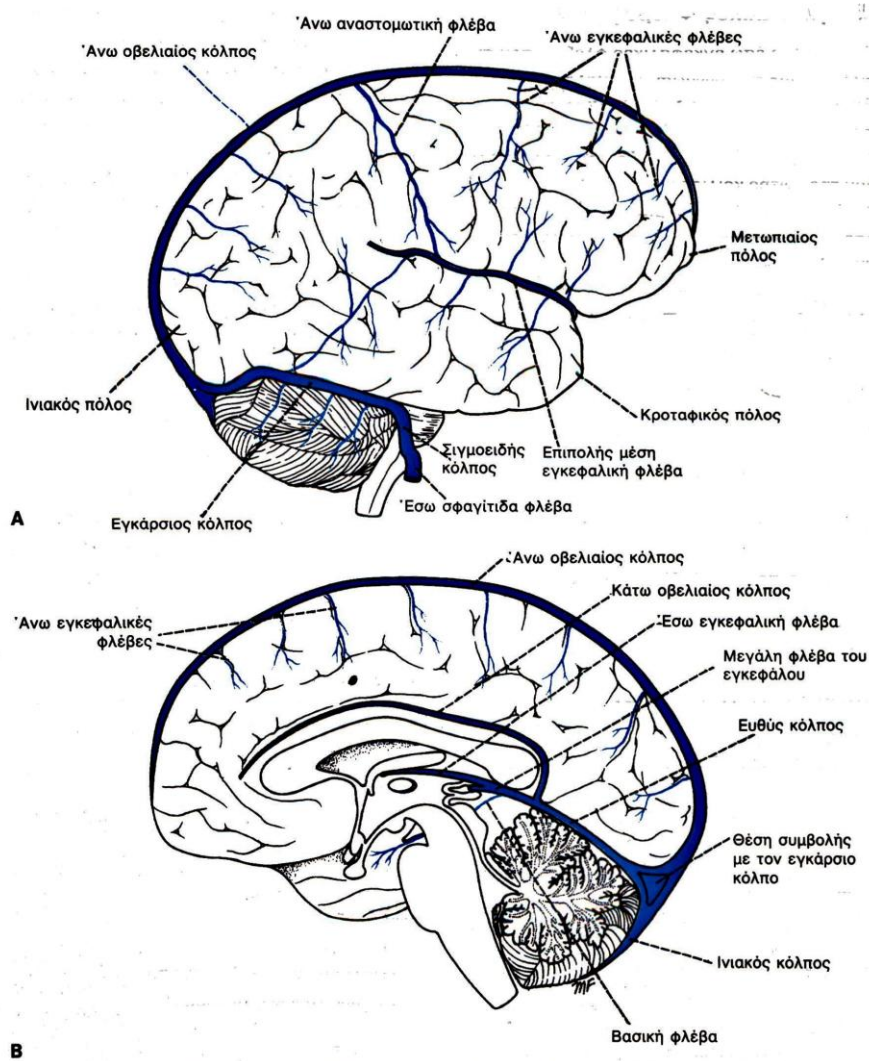 Άνω αναστομωτική φλέβα
Άνω εγκεφαλικές φλέβες
Άνω οβελιαίος κόλπος
Μετωπιαίος
πόλος
Ινιακός πόλος
Κροταφικός πόλος
Σιγμοειδής
κόλπος
Επιπολής μέση
εγκεφαλική φλέβα
Έσω σφαγίτιδα φλέβα
Εγκάρσιος κόλπος
A
Άνω οβελιαίος κόλπος
Κάτω οβελιαίος κόλπος
Άνω εγκεφαλικές
φλέβες
Έσω εγκεφαλική φλέβα
Μεγάλη φλέβα του
εγκεφάλου
Ευθύς κόλπος
Θέση συμβολής
με τον εγκάρσιο
κόλπο
Ινιακός κόλπος
MF
Βασική φλέβα
B